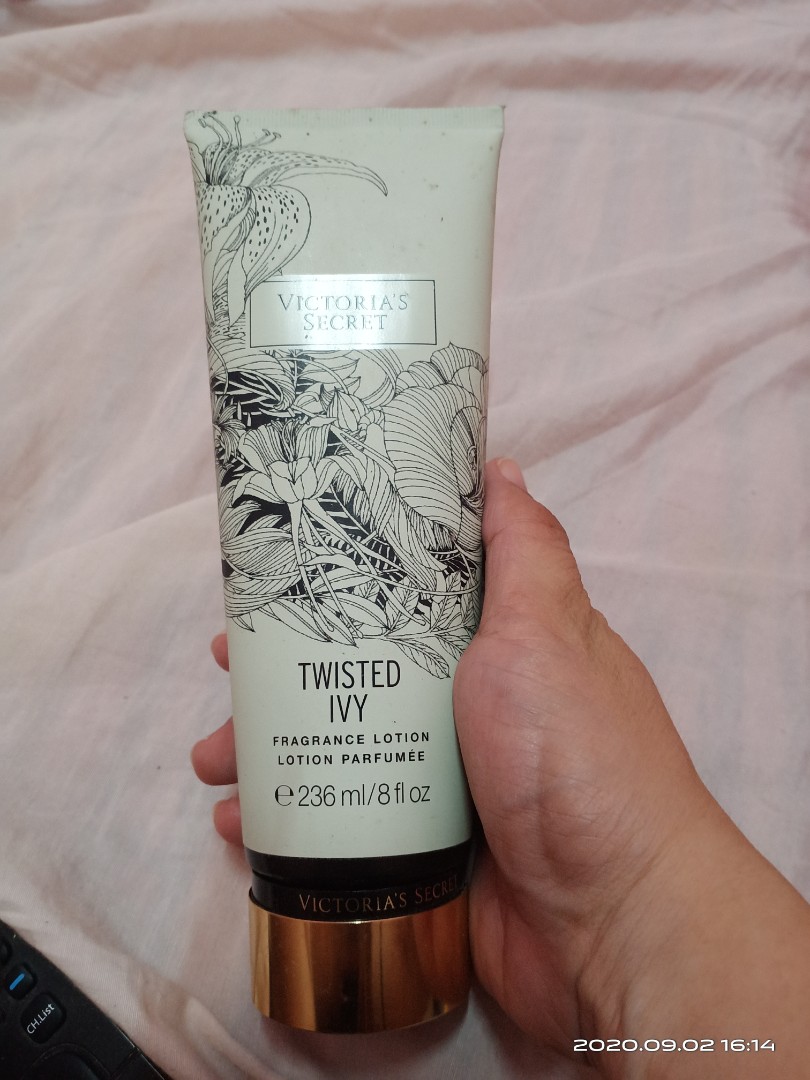 VICTORIA'S
SECRET
TWISTED
IVY
FRAGRANCE LOTION
LOTION PARFUMÉE
℮ 236 ml/8 fl oz
VICTORIA'S SECRET
CH.List
2020.09.02 16:14